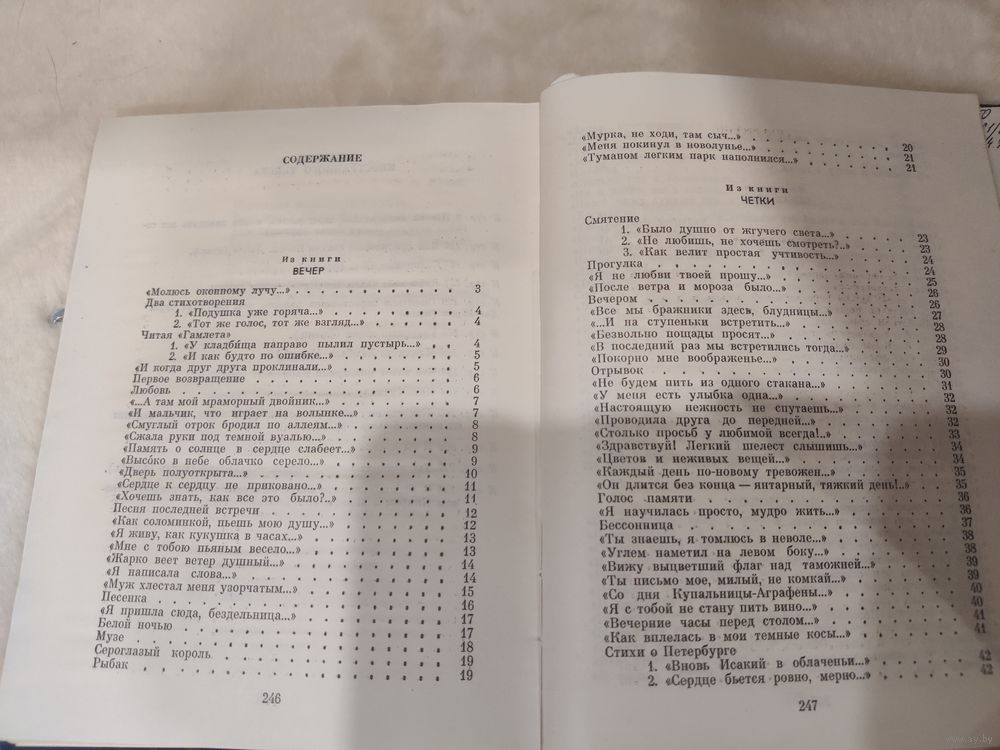 СОДЕРЖАНИЕ
Из книги
ВЕЧЕР
«Молюсь оконному лучу...» 3
Два стихотворения
1. «Подушка уже горяча...» 4
2. «Тот же голос, тот же взгляд...» 4
Читая «Гамлета»
1. «У кладбища направо пылил пустырь...» 4
2. «И как будто по ошибке...» 5
«И когда друг друга проклинали...» 5
Первое возвращение 6
Любовь 6
«...А там мой мраморный двойник...» 7
«И мальчик, что играет на волынке...» 7
«Смуглый отрок бродил по аллеям...» 8
«Сжала руки под темной вуалью...» 8
«Память о солнце в сердце слабеет...» 9
«Высо́ко в небе облачко серело...» 9
«Дверь полуоткрыта...» 10
«Сердце к сердцу не приковано...» 11
«Хочешь знать, как все это было?..» 11
Песня последней встречи 12
«Как соломинкой, пьешь мою душу...» 12
«Я живу, как кукушка в часах...» 13
«Мне с тобою пьяным весело...» 13
«Жарко веет ветер душный...» 14
«Я написала слова...» 14
«Муж хлестал меня узорчатым...» 15
Песенка 16
«Я пришла сюда, бездельница...» 17
Белой ночью 17
Музе 18
Сероглазый король 19
Рыбак 19
246
«Мурка, не ходи, там сыч...» 20
«Меня покинул в новолунье...» 21
«Туманом легким парк наполнился...» 21
Из книги
ЧЕТКИ
Смятение
1. «Было душно от жгучего света...» 23
2. «Не любишь, не хочешь смотреть?..» 23
3. «Как велит простая учтивость...» 24
Прогулка 24
«Я не любви твоей прошу...» 25
«После ветра и мороза было...» 26
Вечером 26
«Все мы бражники здесь, блудницы...» 27
«...И на ступеньки встретить...» 28
«Безвольно пощады просят...» 28
«В последний раз мы встретились тогда...» 29
«Покорно мне воображенье...» 30
Отрывок 30
«Не будем пить из одного стакана...» 31
«У меня есть улыбка одна...» 32
«Настоящую нежность не спутаешь...» 32
«Проводила друга до передней...» 32
«Столько просьб у любимой всегда!..» 33
«Здравствуй! Легкий шелест слышишь...» 34
«Цветов и неживых вещей...» 34
«Каждый день по-новому тревожен...» 35
«Он длится без конца — янтарный, тяжкий день!..» 35
Голос памяти 36
«Я научилась просто, мудро жить...» 36
Бессонница 37
«Ты знаешь, я томлюсь в неволе...» 38
«Углем наметил на левом боку...» 38
«Вижу выцветший флаг над таможней...» 39
«Ты письмо мое, милый, не комкай...» 39
«Со дня Купальницы-Аграфены...» 40
«Я с тобой не стану пить вино...» 40
«Вечерние часы перед столом...» 41
«Как вплелась в мои темные косы...» 41
Стихи о Петербурге
1. «Вновь Исакий в облаченьи...» 42
2. «Сердце бьется ровно, мерно...» 42
247
www.ay.by